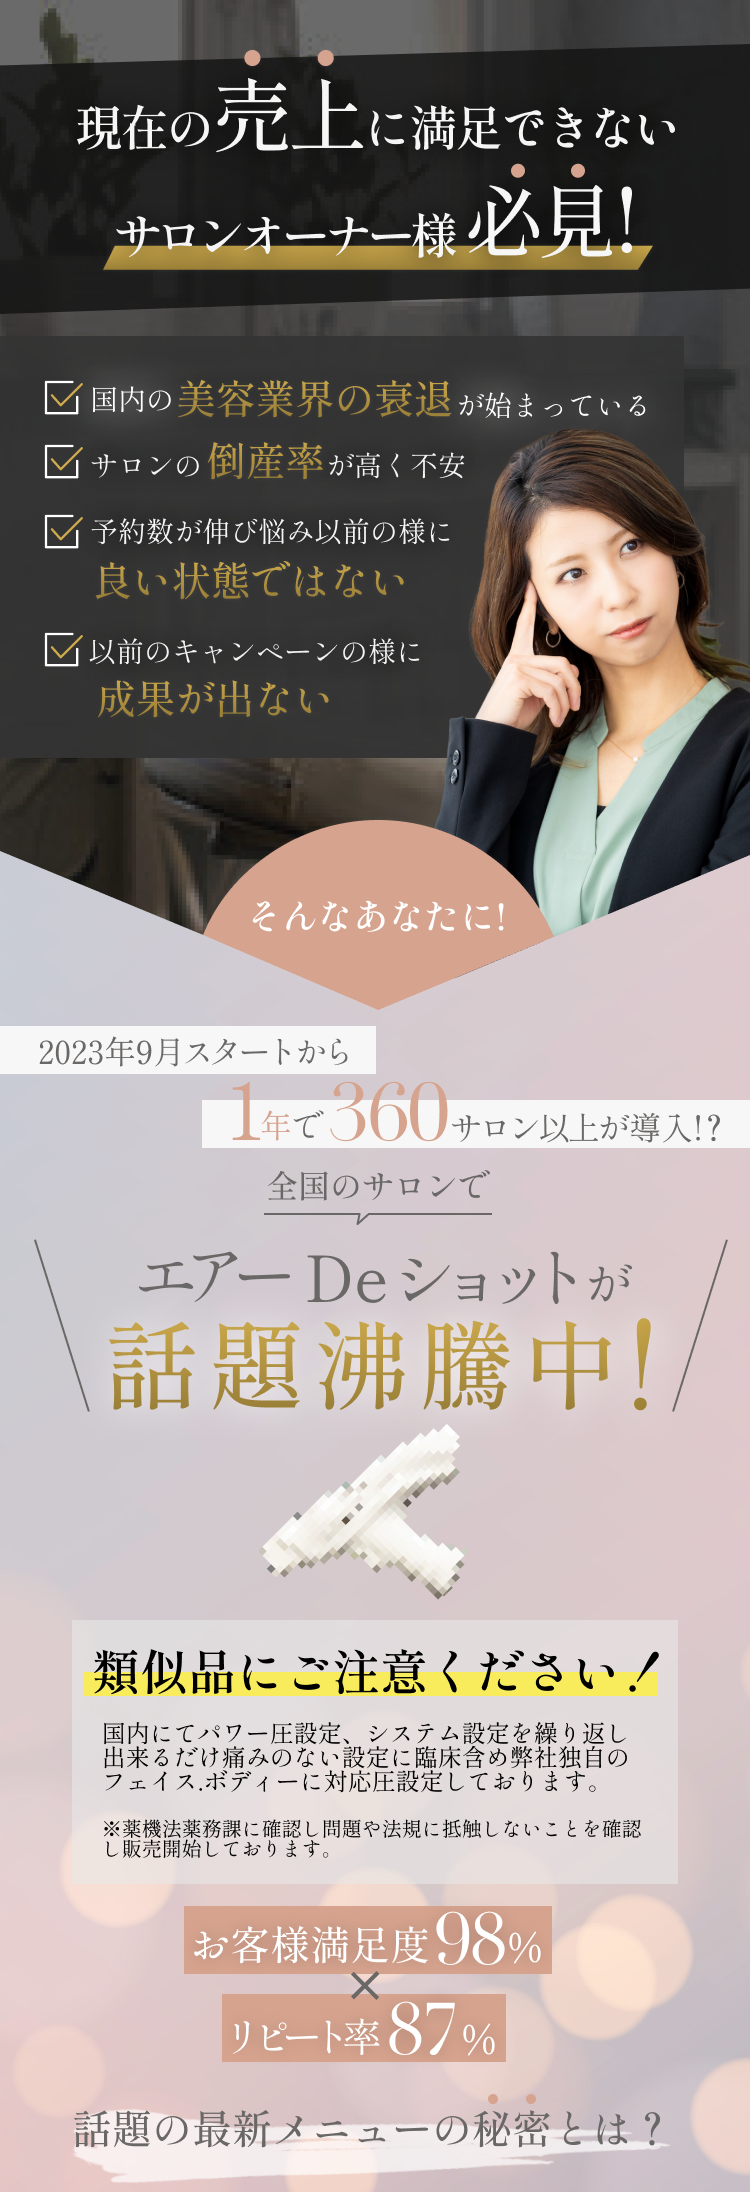 現在の売上に満足できない
サロンオーナー様必見!
国内の美容業界の衰退が始まっている
サロンの倒産率が高く不安
予約数が伸び悩み以前の様に
良い状態ではない
以前のキャンペーンの様に
成果が出ない
そんなあなたに!
2023年9月スタートから
1年で360サロン以上が導入!?
全国のサロンで
エアーDeショットが
話題沸騰中!
類似品にご注意ください！
国内にてパワー圧設定、システム設定を繰り返し
出来るだけ痛みのない設定に臨床含め弊社独自の
フェイス.ボディーに対応圧設定しております。
※薬機法薬務課に確認し問題や法規に抵触しないことを確認
し販売開始しております。
お客様満足度98%
×
リピート率87%
話題の最新メニューの秘密とは？